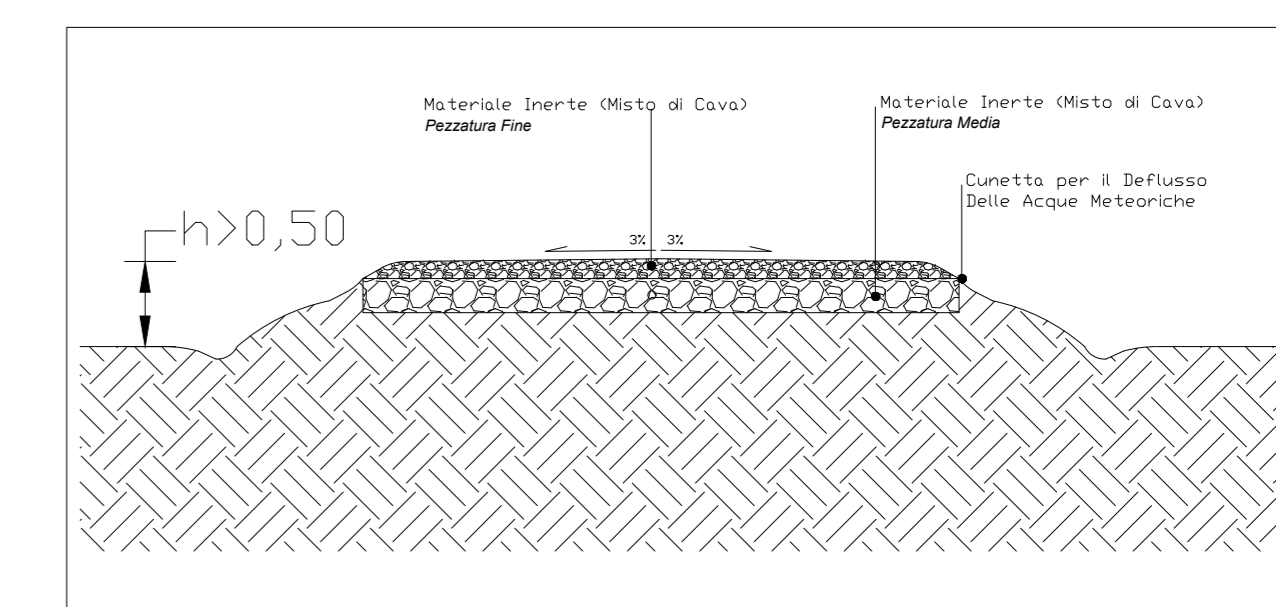 Materiale Inerte (Misto di Cava)
Pezzatura Fine
Materiale Inerte (Misto di Cava)
Pezzatura Media
Cunetta per il Deflusso
Delle Acque Meteoriche
h>0,50
3% 3%